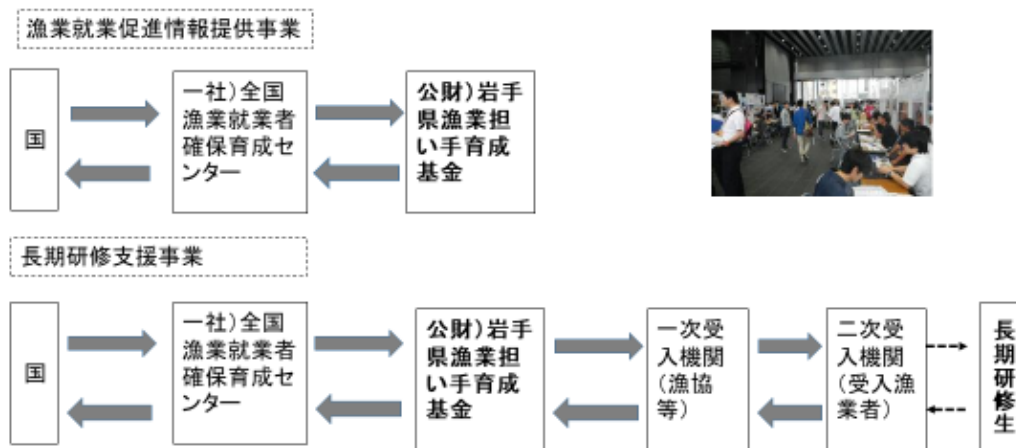 漁業就業促進情報提供事業
国
一社)全国
漁業就業者
確保育成セ
ンター
公財)岩手
県漁業担
い手育成
基金
長期研修支援事業
国
一社)全国
漁業就業者
確保育成セ
ンター
公財)岩手
県漁業担
い手育成
基金
一次受
入機関
(漁協
等)
二次受
入機関
(受入漁
業者)
長期研修生